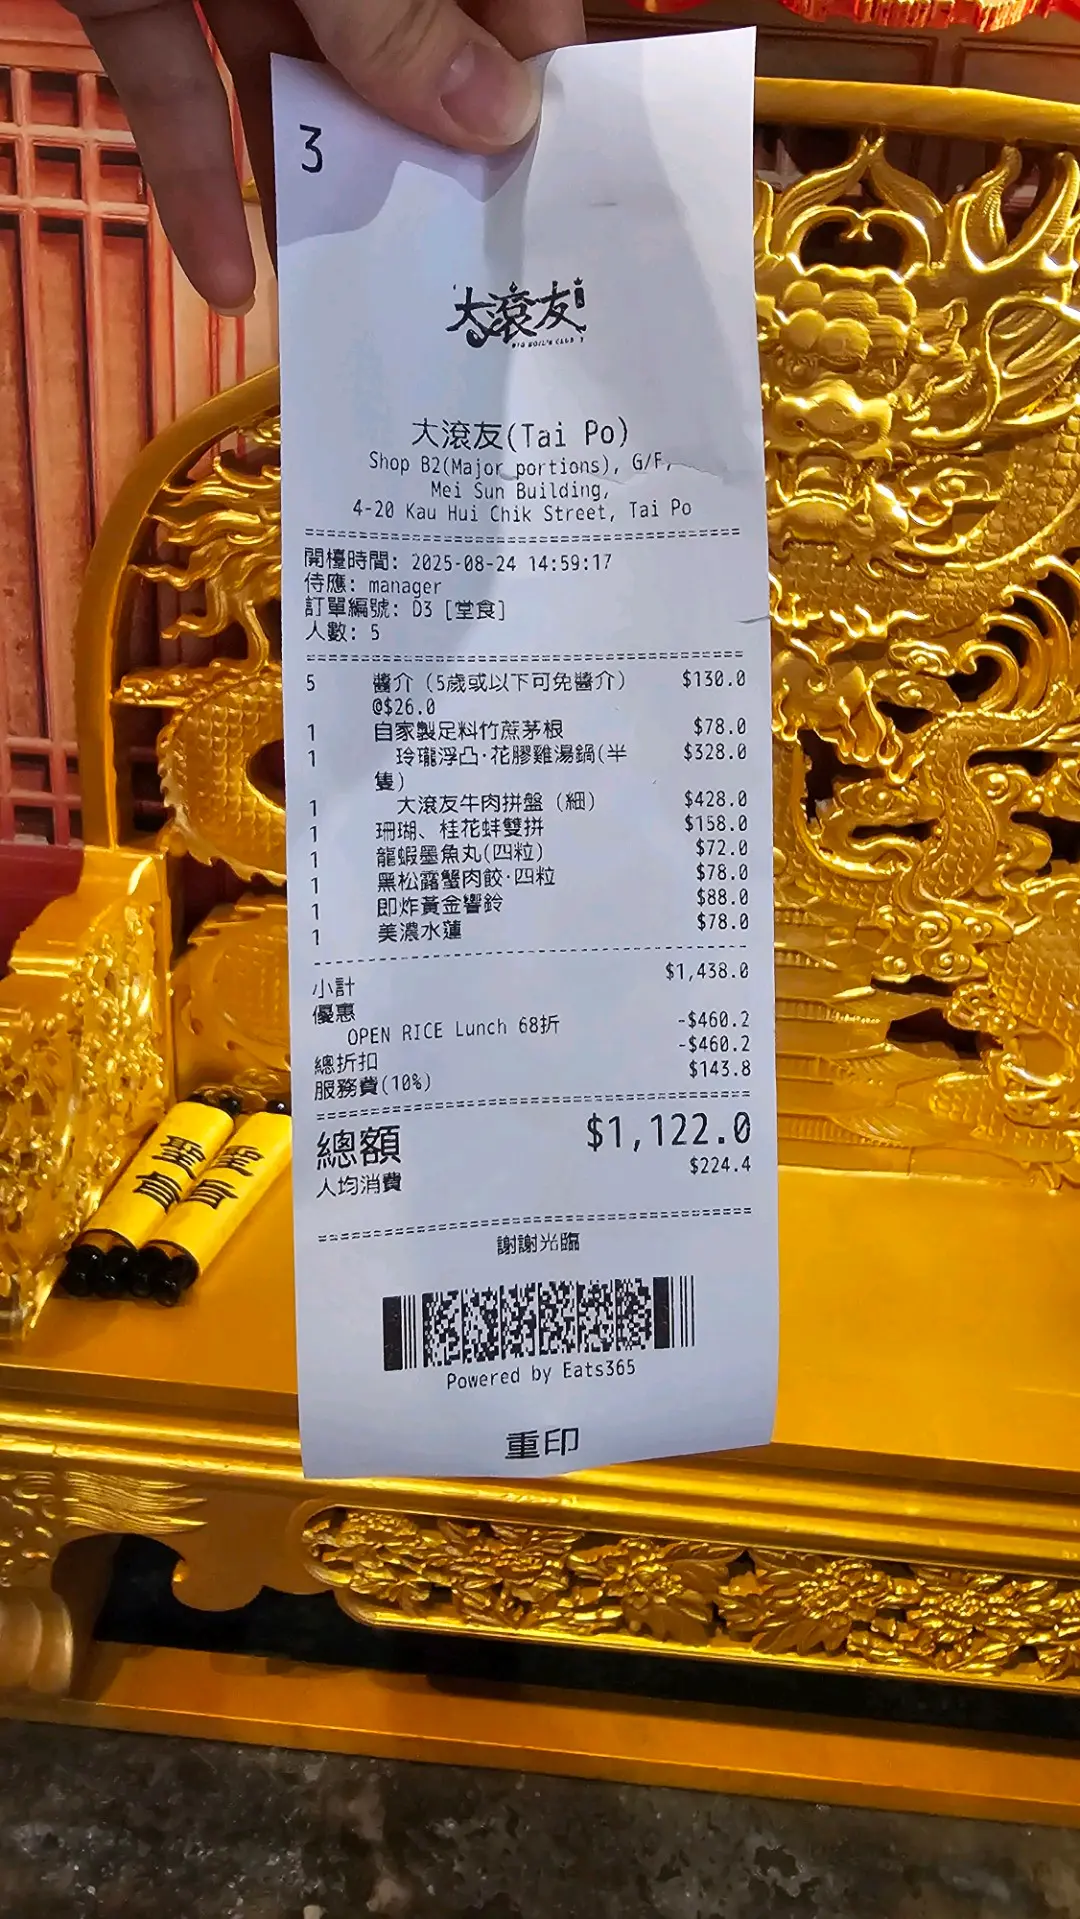 3
大滾友
BIG BOIL'S CLUB
大滾友(Tai Po)
Shop B2(Major portions), G/F,
Mei Sun Building,
4-20 Kau Hui Chik Street, Tai Po
開檯時間: 2025-08-24 14:59:17
侍應: manager
訂單編號: D3 [堂食]
人數: 5
5 醬介 (5歲或以下可免醬介) $130.0
@$26.0
1 自家製足料竹蔗茅根 $78.0
1 玲瓏浮凸·花膠雞湯鍋(半 $328.0
隻)
1 大滾友牛肉拼盤 (細) $428.0
1 珊瑚、桂花蚌雙拼 $158.0
1 龍蝦墨魚丸(四粒) $72.0
1 黑松露蟹肉餃·四粒 $78.0
1 即炸黃金響鈴 $88.0
1 美濃水蓮 $78.0
小計 $1,438.0
優惠
OPEN RICE Lunch 68折 -$460.2
總折扣 -$460.2
服務費(10%) $143.8
總額 $1,122.0
人均消費 $224.4
謝謝光臨
Powered by Eats365
重印
聖旨
聖旨